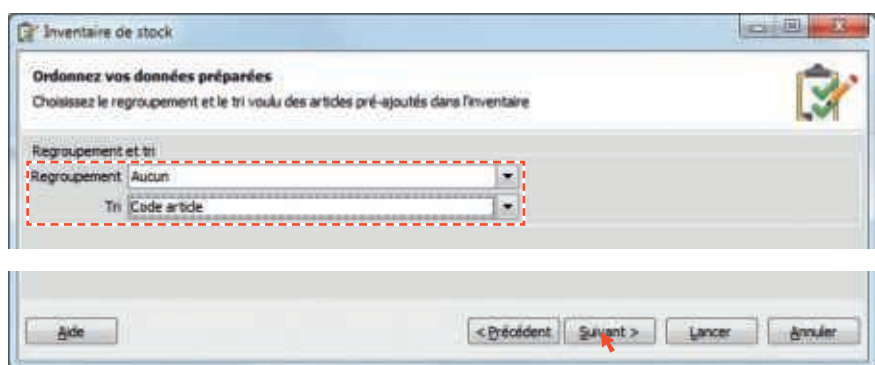 Inventaire de stock
Ordonnez vos données préparées
Choisissez le regroupement et le tri voulu des articles pré-ajoutés dans l'inventaire
Regroupement et tri
Regroupement Aucun
Tri Code article
Aide < Précédent Suivant > Lancer Annuler